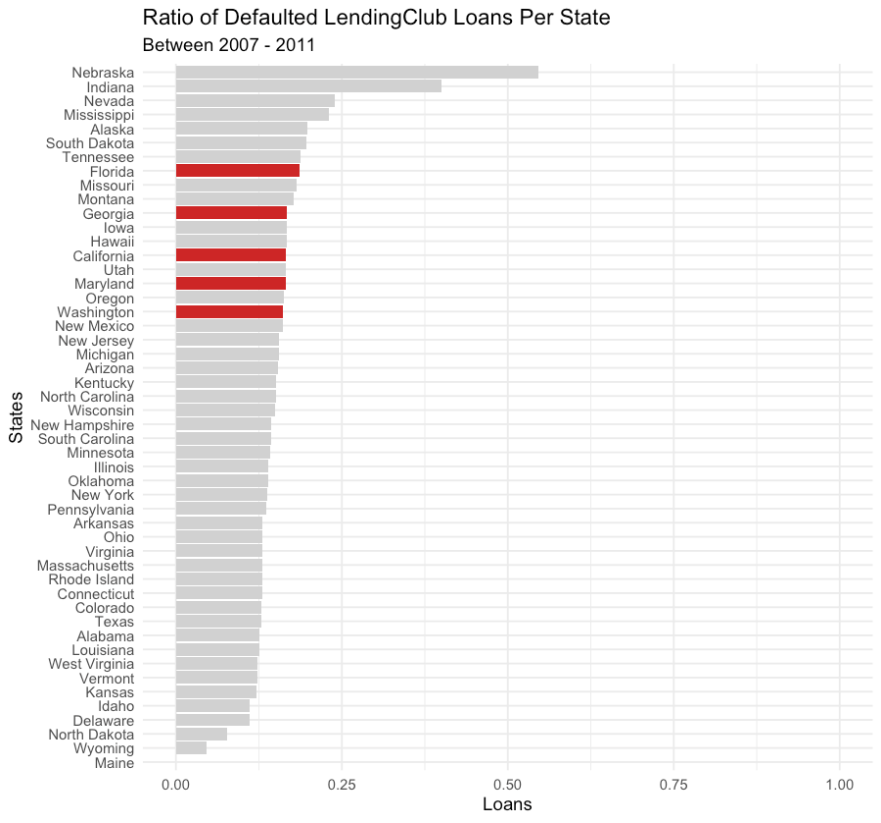 Ratio of Defaulted LendingClub Loans Per State
Between 2007 - 2011
Nebraska
Indiana
Nevada
Mississippi
Alaska
South Dakota
Tennessee
Florida
Missouri
Montana
Georgia
Iowa
Hawaii
California
Utah
Maryland
Oregon
Washington
New Mexico
New Jersey
Michigan
Arizona
Kentucky
North Carolina
Wisconsin
New Hampshire
South Carolina
Minnesota
Illinois
Oklahoma
New York
Pennsylvania
Arkansas
Ohio
Virginia
Massachusetts
Rhode Island
Connecticut
Colorado
Texas
Alabama
Louisiana
West Virginia
Vermont
Kansas
Idaho
Delaware
North Dakota
Wyoming
Maine
States
0.00 0.25 0.50 0.75 1.00
Loans